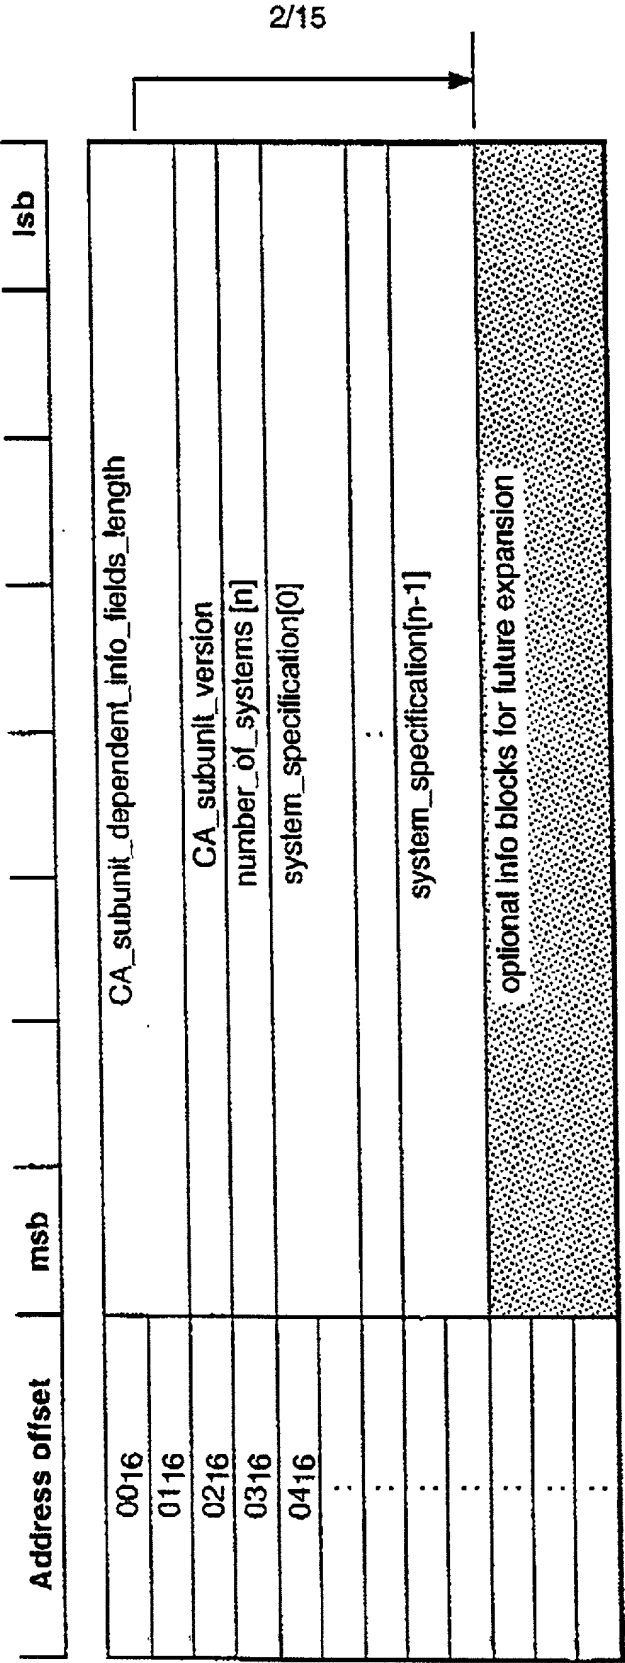 2/15
Address offset msb lsb
0016 CA_subunit_dependent_info_fields_length
0116
0216 CA_subunit_version
0316 number_of_systems [n]
0416 system_specification[0]
: :
: system_specification[n-1]
:
: optional info blocks for future expansion
:
: